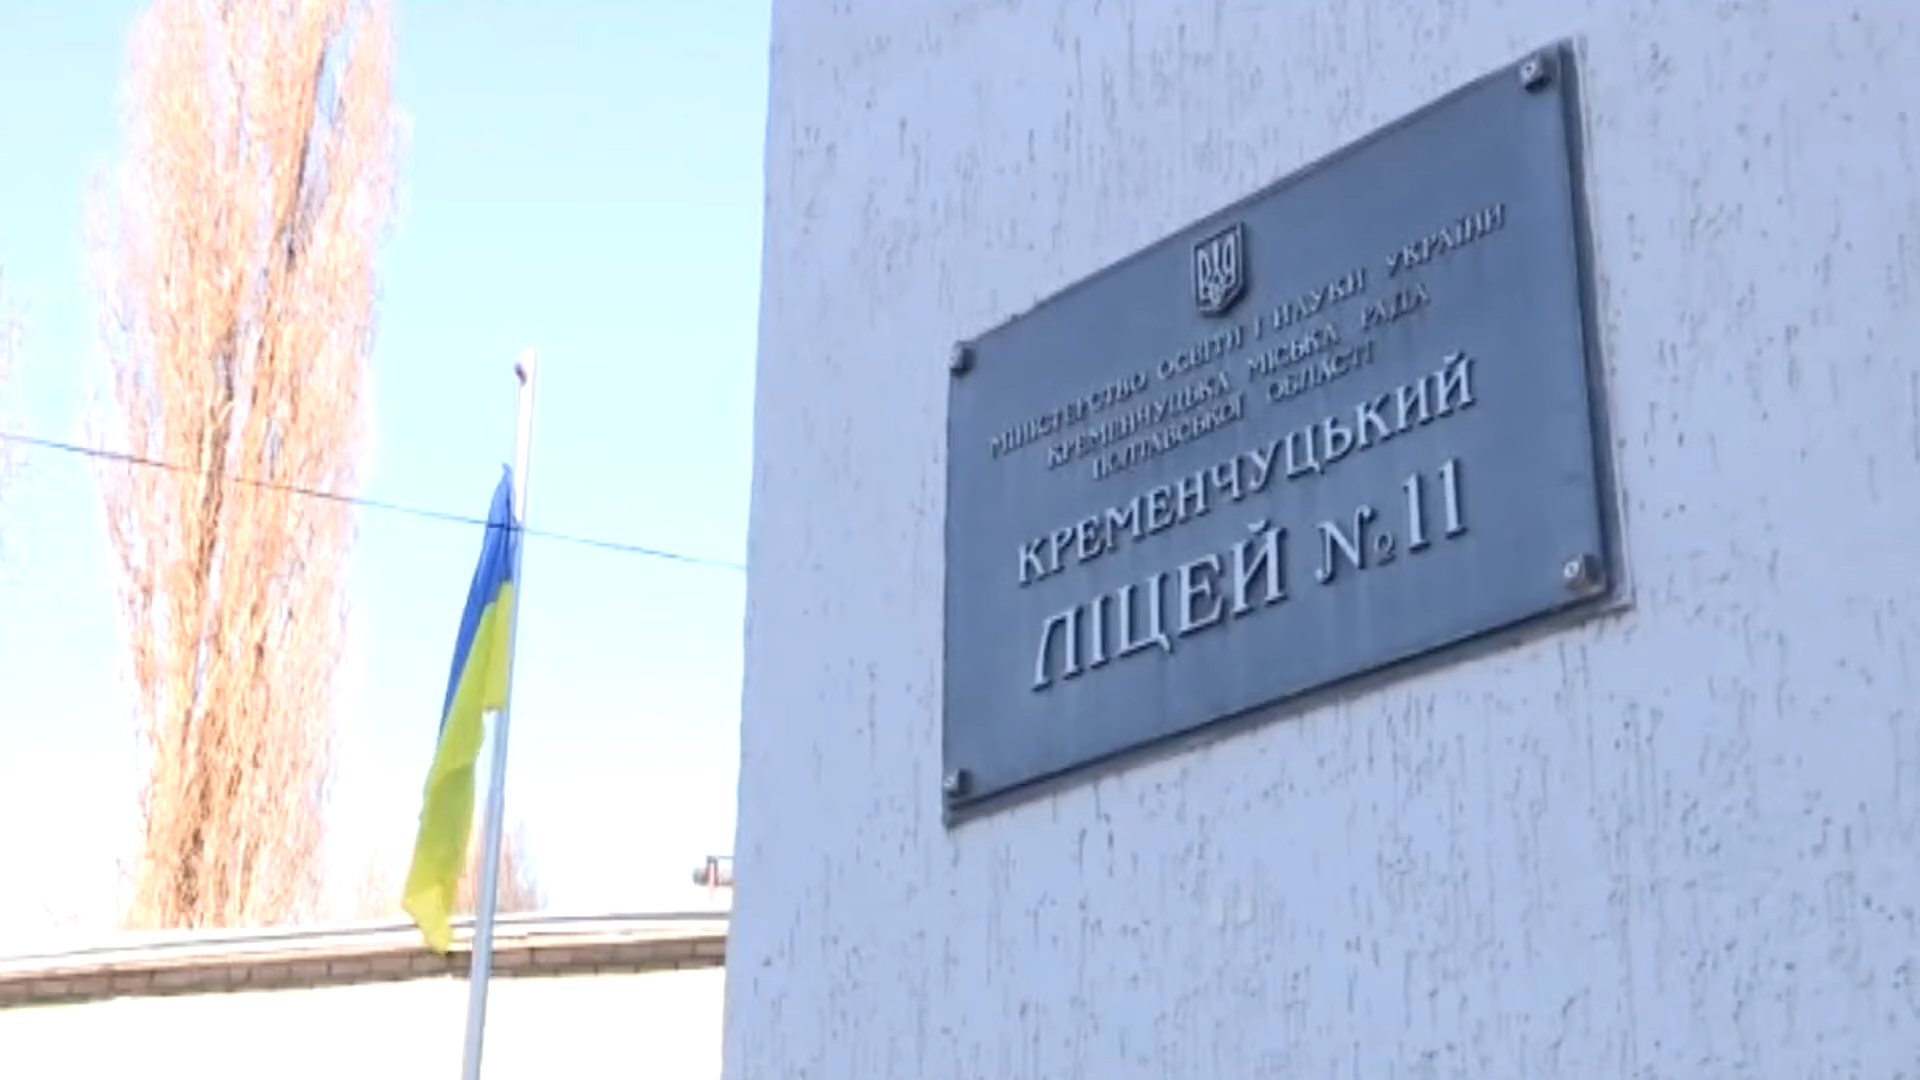 МІНІСТЕРСТВО ОСВІТИ І НАУКИ УКРАЇНИ
КРЕМЕНЧУЦЬКА МІСЬКА РАДА
ПОЛТАВСЬКОЇ ОБЛАСТІ
КРЕМЕНЧУЦЬКИЙ
ЛІЦЕЙ №11